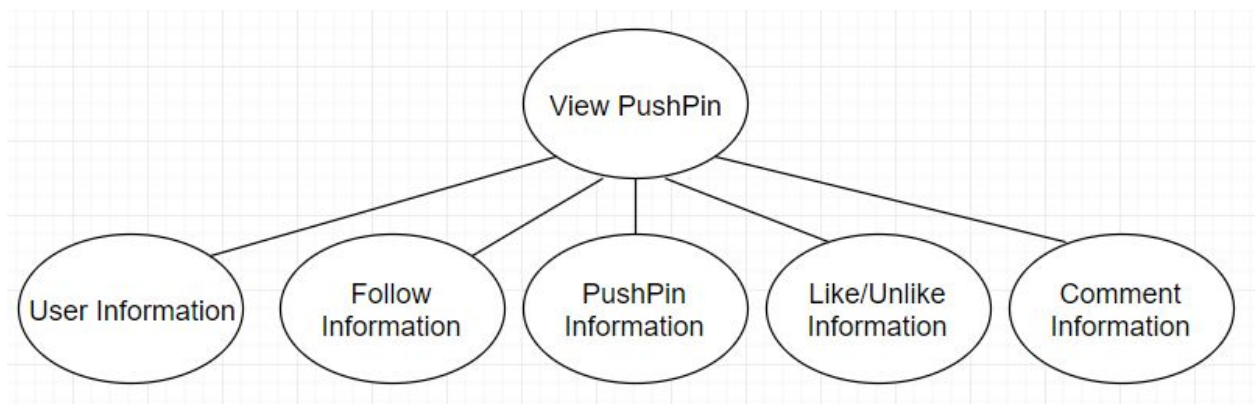 View PushPin
User Information
Follow
Information
PushPin
Information
Like/Unlike
Information
Comment
Information